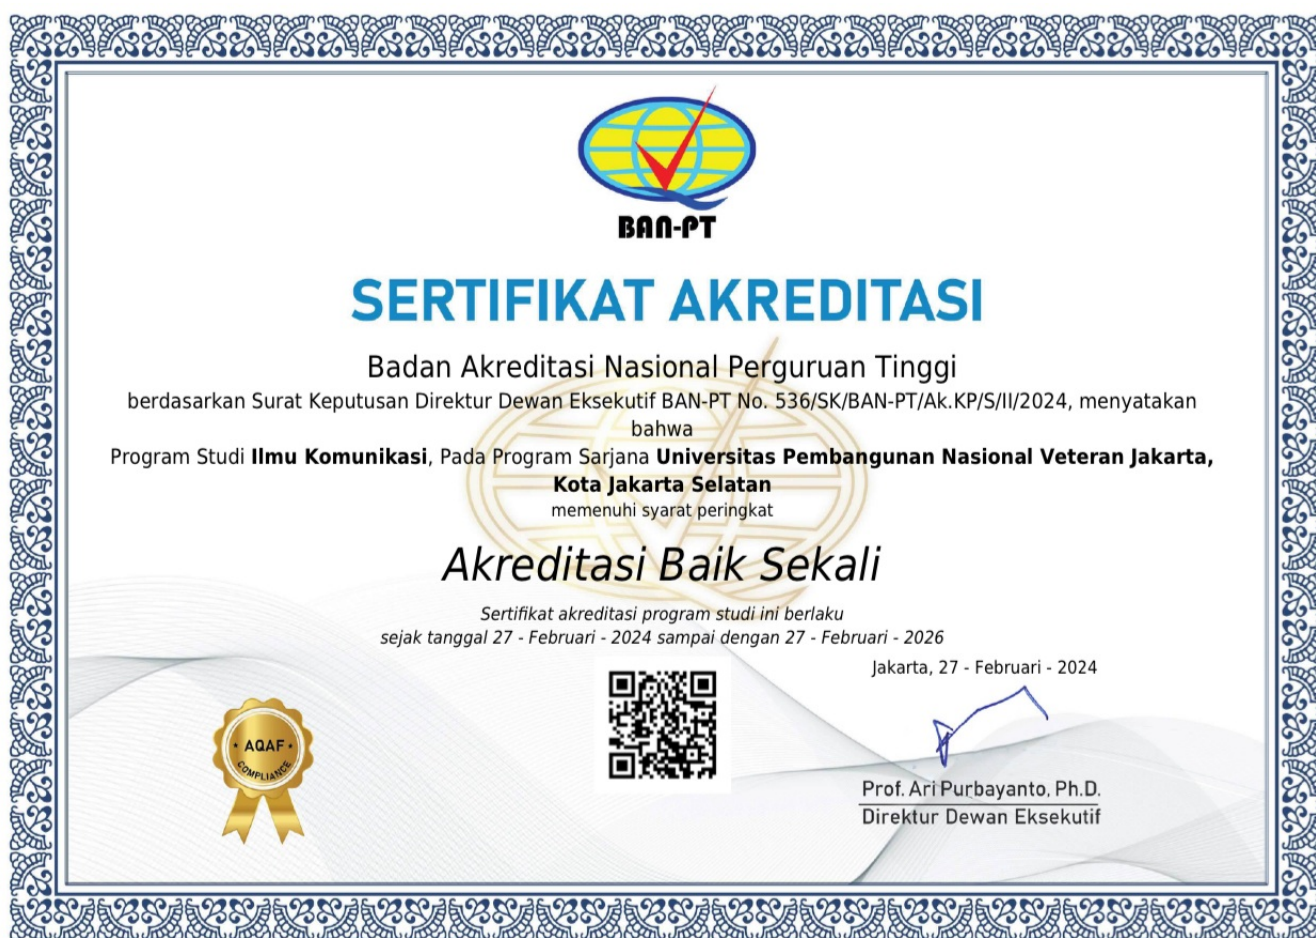 BAN-PT
SERTIFIKAT AKREDITASI
Badan Akreditasi Nasional Perguruan Tinggi
berdasarkan Surat Keputusan Direktur Dewan Eksekutif BAN-PT No. 536/SK/BAN-PT/Ak.KP/S/II/2024, menyatakan
bahwa
Program Studi Ilmu Komunikasi, Pada Program Sarjana Universitas Pembangunan Nasional Veteran Jakarta,
Kota Jakarta Selatan
memenuhi syarat peringkat
Akreditasi Baik Sekali
Sertifikat akreditasi program studi ini berlaku
sejak tanggal 27 - Februari - 2024 sampai dengan 27 - Februari - 2026
Jakarta, 27 - Februari - 2024
AQAF
COMPLIANCE
Prof. Ari Purbayanto, Ph.D.
Direktur Dewan Eksekutif